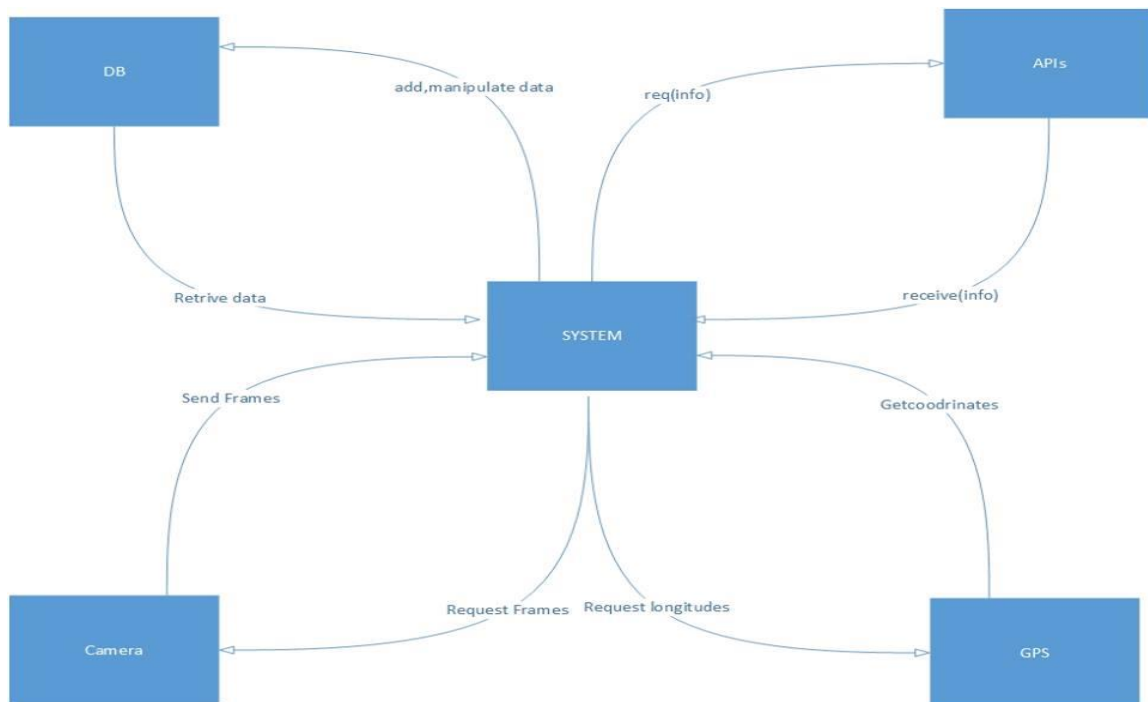 DB
APIs
add,manipulate data
req(info)
Retrive data
receive(info)
SYSTEM
Send Frames
Getcoodrinates
Request Frames
Request longitudes
Camera
GPS